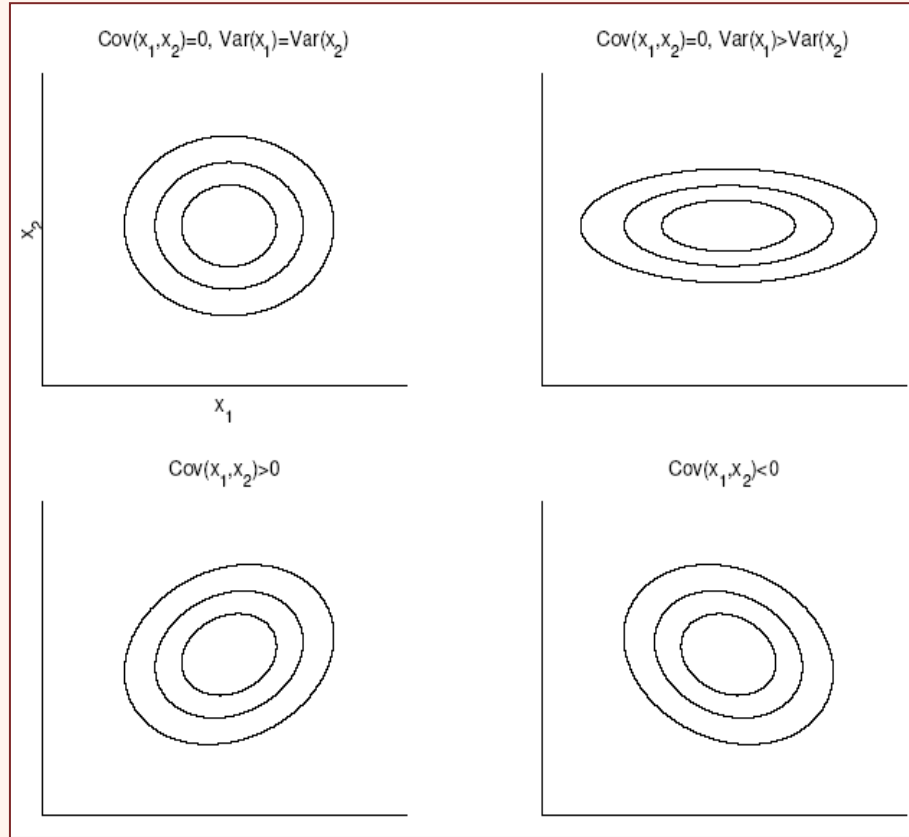 Cov(x₁,x₂)=0, Var(x₁)=Var(x₂)
Cov(x₁,x₂)=0, Var(x₁)>Var(x₂)
x₂
x₁
Cov(x₁,x₂)>0
Cov(x₁,x₂)<0